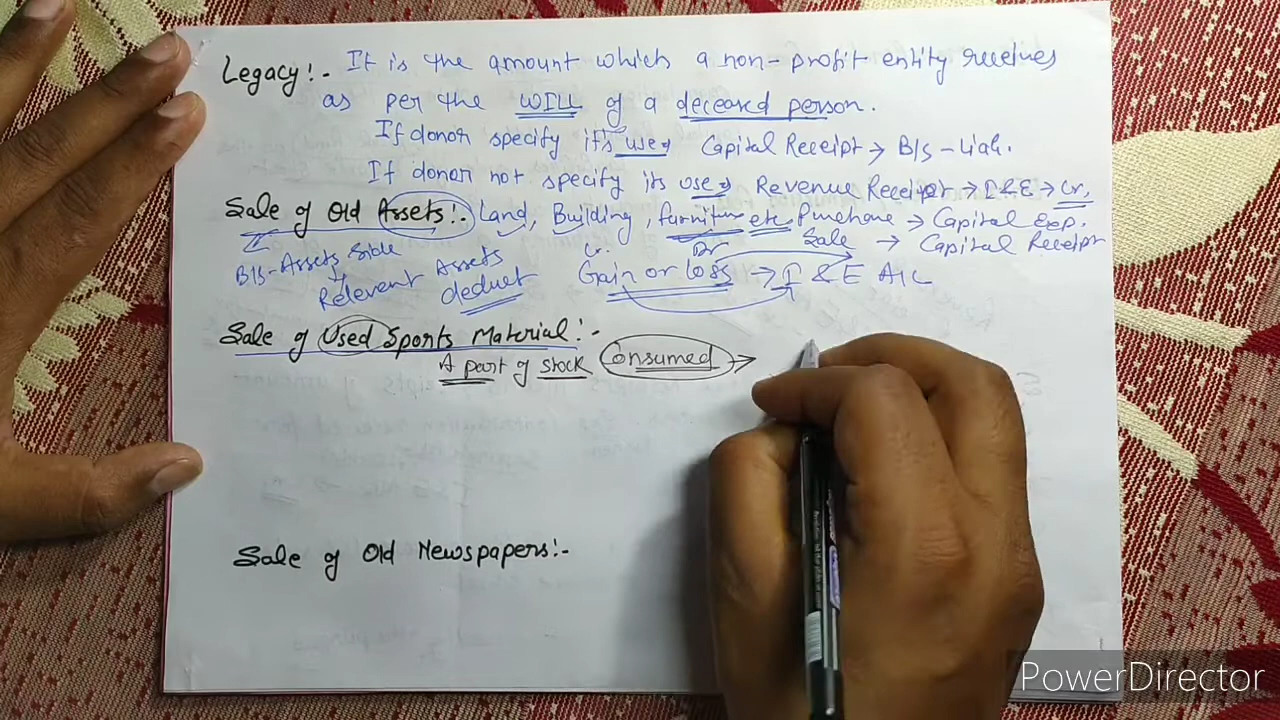 Legacy:- It is the amount which a non-profit entity receives
as per the WILL of a deceased person.
If donor specify it's use → Capital Receipt → B/S - Liab.
If donor not specify its use → Revenue Receipt → I & E → Cr.
Sale of Old Assets:- Land, Building, furniture etc. Purchase → Capital Exp.
Sale → Capital Receipt
B/S - Assets side
Relevant Assets
deduct
Cr. Dr
Gain or loss → I & E A/C
Sale of Used Sports Material:-
A part of stock Consumed →
Sale of Old Newspapers:-
PowerDirector